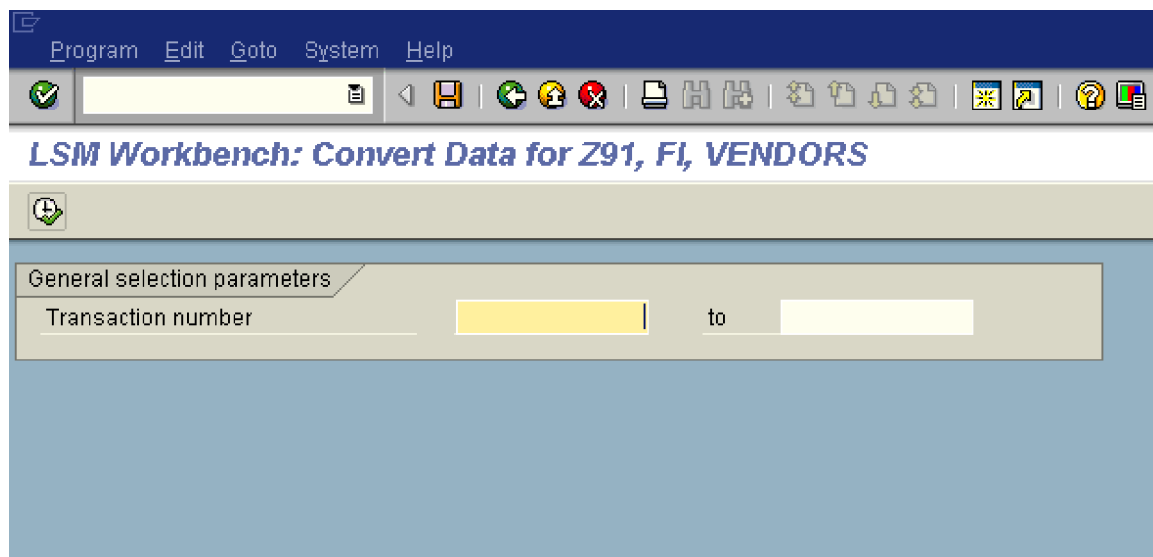 Program Edit Goto System Help
LSM Workbench: Convert Data for Z91, FI, VENDORS
General selection parameters
Transaction number to